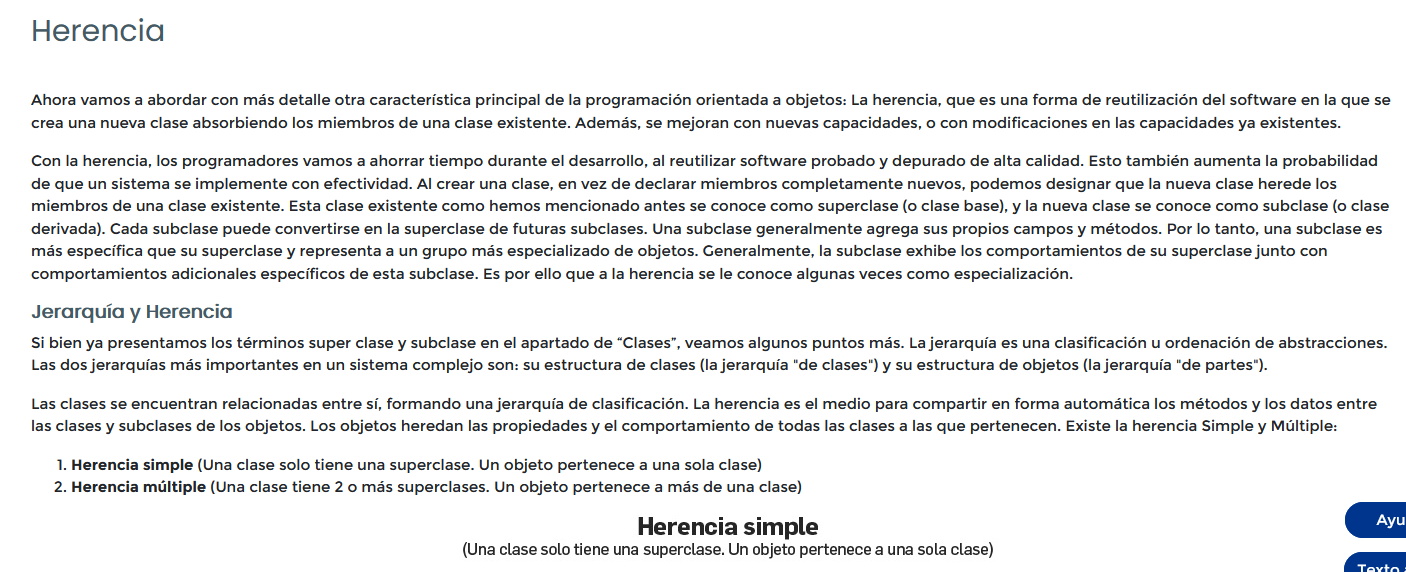 Herencia
Ahora vamos a abordar con más detalle otra característica principal de la programación orientada a objetos: La herencia, que es una forma de reutilización del software en la que se
crea una nueva clase absorbiendo los miembros de una clase existente. Además, se mejoran con nuevas capacidades, o con modificaciones en las capacidades ya existentes.
Con la herencia, los programadores vamos a ahorrar tiempo durante el desarrollo, al reutilizar software probado y depurado de alta calidad. Esto también aumenta la probabilidad
de que un sistema se implemente con efectividad. Al crear una clase, en vez de declarar miembros completamente nuevos, podemos designar que la nueva clase herede los
miembros de una clase existente. Esta clase existente como hemos mencionado antes se conoce como superclase (o clase base), y la nueva clase se conoce como subclase (o clase
derivada). Cada subclase puede convertirse en la superclase de futuras subclases. Una subclase generalmente agrega sus propios campos y métodos. Por lo tanto, una subclase es
más específica que su superclase y representa a un grupo más especializado de objetos. Generalmente, la subclase exhibe los comportamientos de su superclase junto con
comportamientos adicionales específicos de esta subclase. Es por ello que a la herencia se le conoce algunas veces como especialización.
Jerarquía y Herencia
Si bien ya presentamos los términos super clase y subclase en el apartado de “Clases”, veamos algunos puntos más. La jerarquía es una clasificación u ordenación de abstracciones.
Las dos jerarquías más importantes en un sistema complejo son: su estructura de clases (la jerarquía "de clases") y su estructura de objetos (la jerarquía "de partes").
Las clases se encuentran relacionadas entre sí, formando una jerarquía de clasificación. La herencia es el medio para compartir en forma automática los métodos y los datos entre
las clases y subclases de los objetos. Los objetos heredan las propiedades y el comportamiento de todas las clases a las que pertenecen. Existe la herencia Simple y Múltiple:
1. Herencia simple (Una clase solo tiene una superclase. Un objeto pertenece a una sola clase)
2. Herencia múltiple (Una clase tiene 2 o más superclases. Un objeto pertenece a más de una clase)
Herencia simple
(Una clase solo tiene una superclase. Un objeto pertenece a una sola clase)
Ayu
Texto